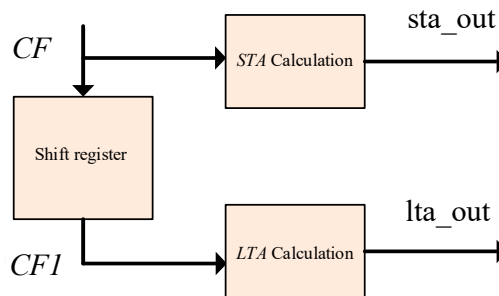 sta_out
CF
STA Calculation
Shift register
lta_out
CF1
LTA Calculation